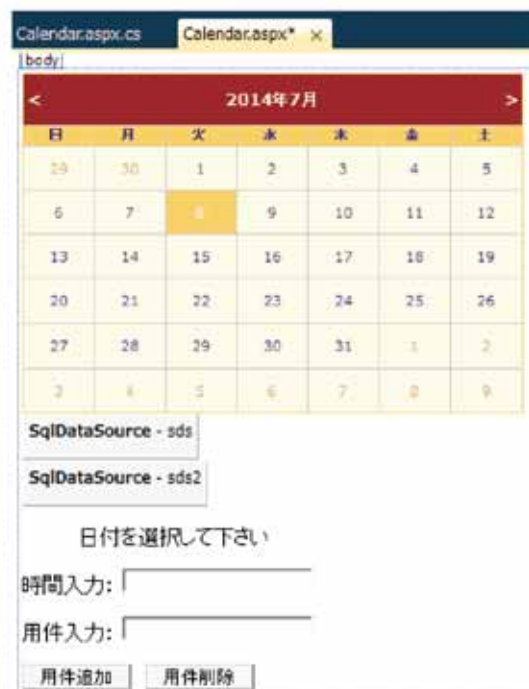 Calendar.aspx.cs Calendar.aspx* ×
body
< 2014年7月 >
日 月 火 水 木 金 土
29 30 1 2 3 4 5
6 7 8 9 10 11 12
13 14 15 16 17 18 19
20 21 22 23 24 25 26
27 28 29 30 31 1 2
3 4 5 6 7 8 9
SqlDataSource - sds
SqlDataSource - sds2
日付を選択して下さい
時間入力:
用件入力:
用件追加 用件削除